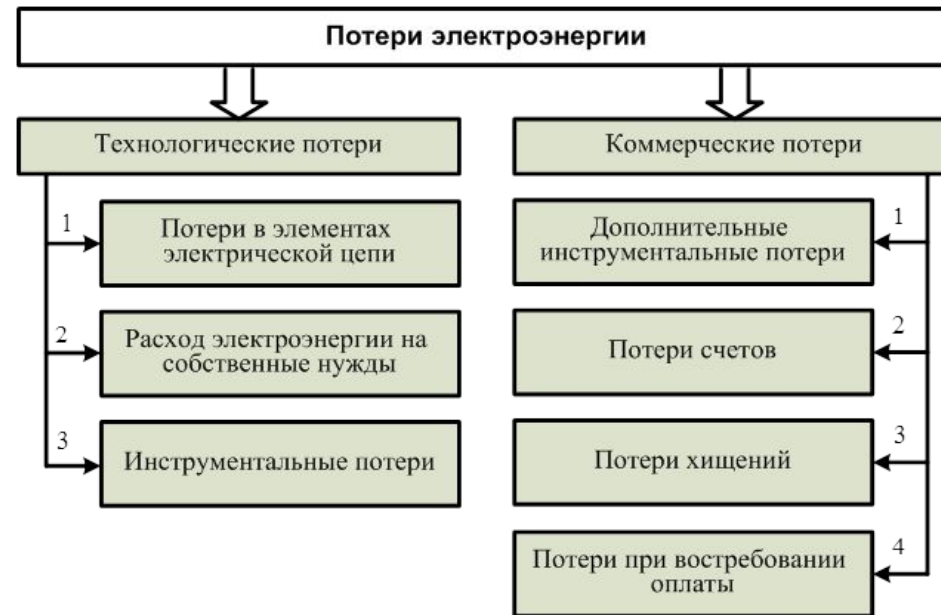 Потери электроэнергии
Технологические потери
1
Потери в элементах
электрической цепи
2
Расход электроэнергии на
собственные нужды
3
Инструментальные потери
Коммерческие потери
1
Дополнительные
инструментальные потери
2
Потери счетов
3
Потери хищений
4
Потери при востребовании
оплаты